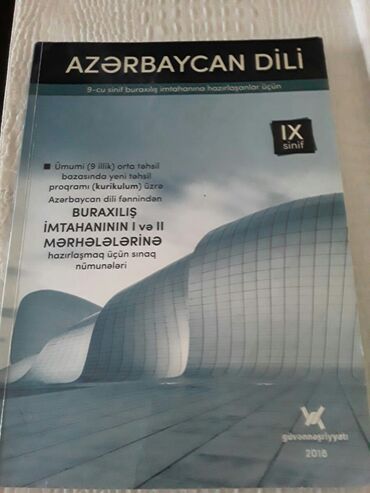 AZƏRBAYCAN DİLİ
9-cu sinif buraxılış imtahanına hazırlaşanlar üçün
IX
sinif
Ümumi (9 illik) orta təhsil
bazasında yeni təhsil
proqramı (kurikulum) üzrə
Azərbaycan dili fənnindən
BURAXILIŞ
İMTAHANININ I və II
MƏRHƏLƏLƏRİNƏ
hazırlaşmaq üçün sınaq
nümunələri
güvənnəşriyyatı
2018